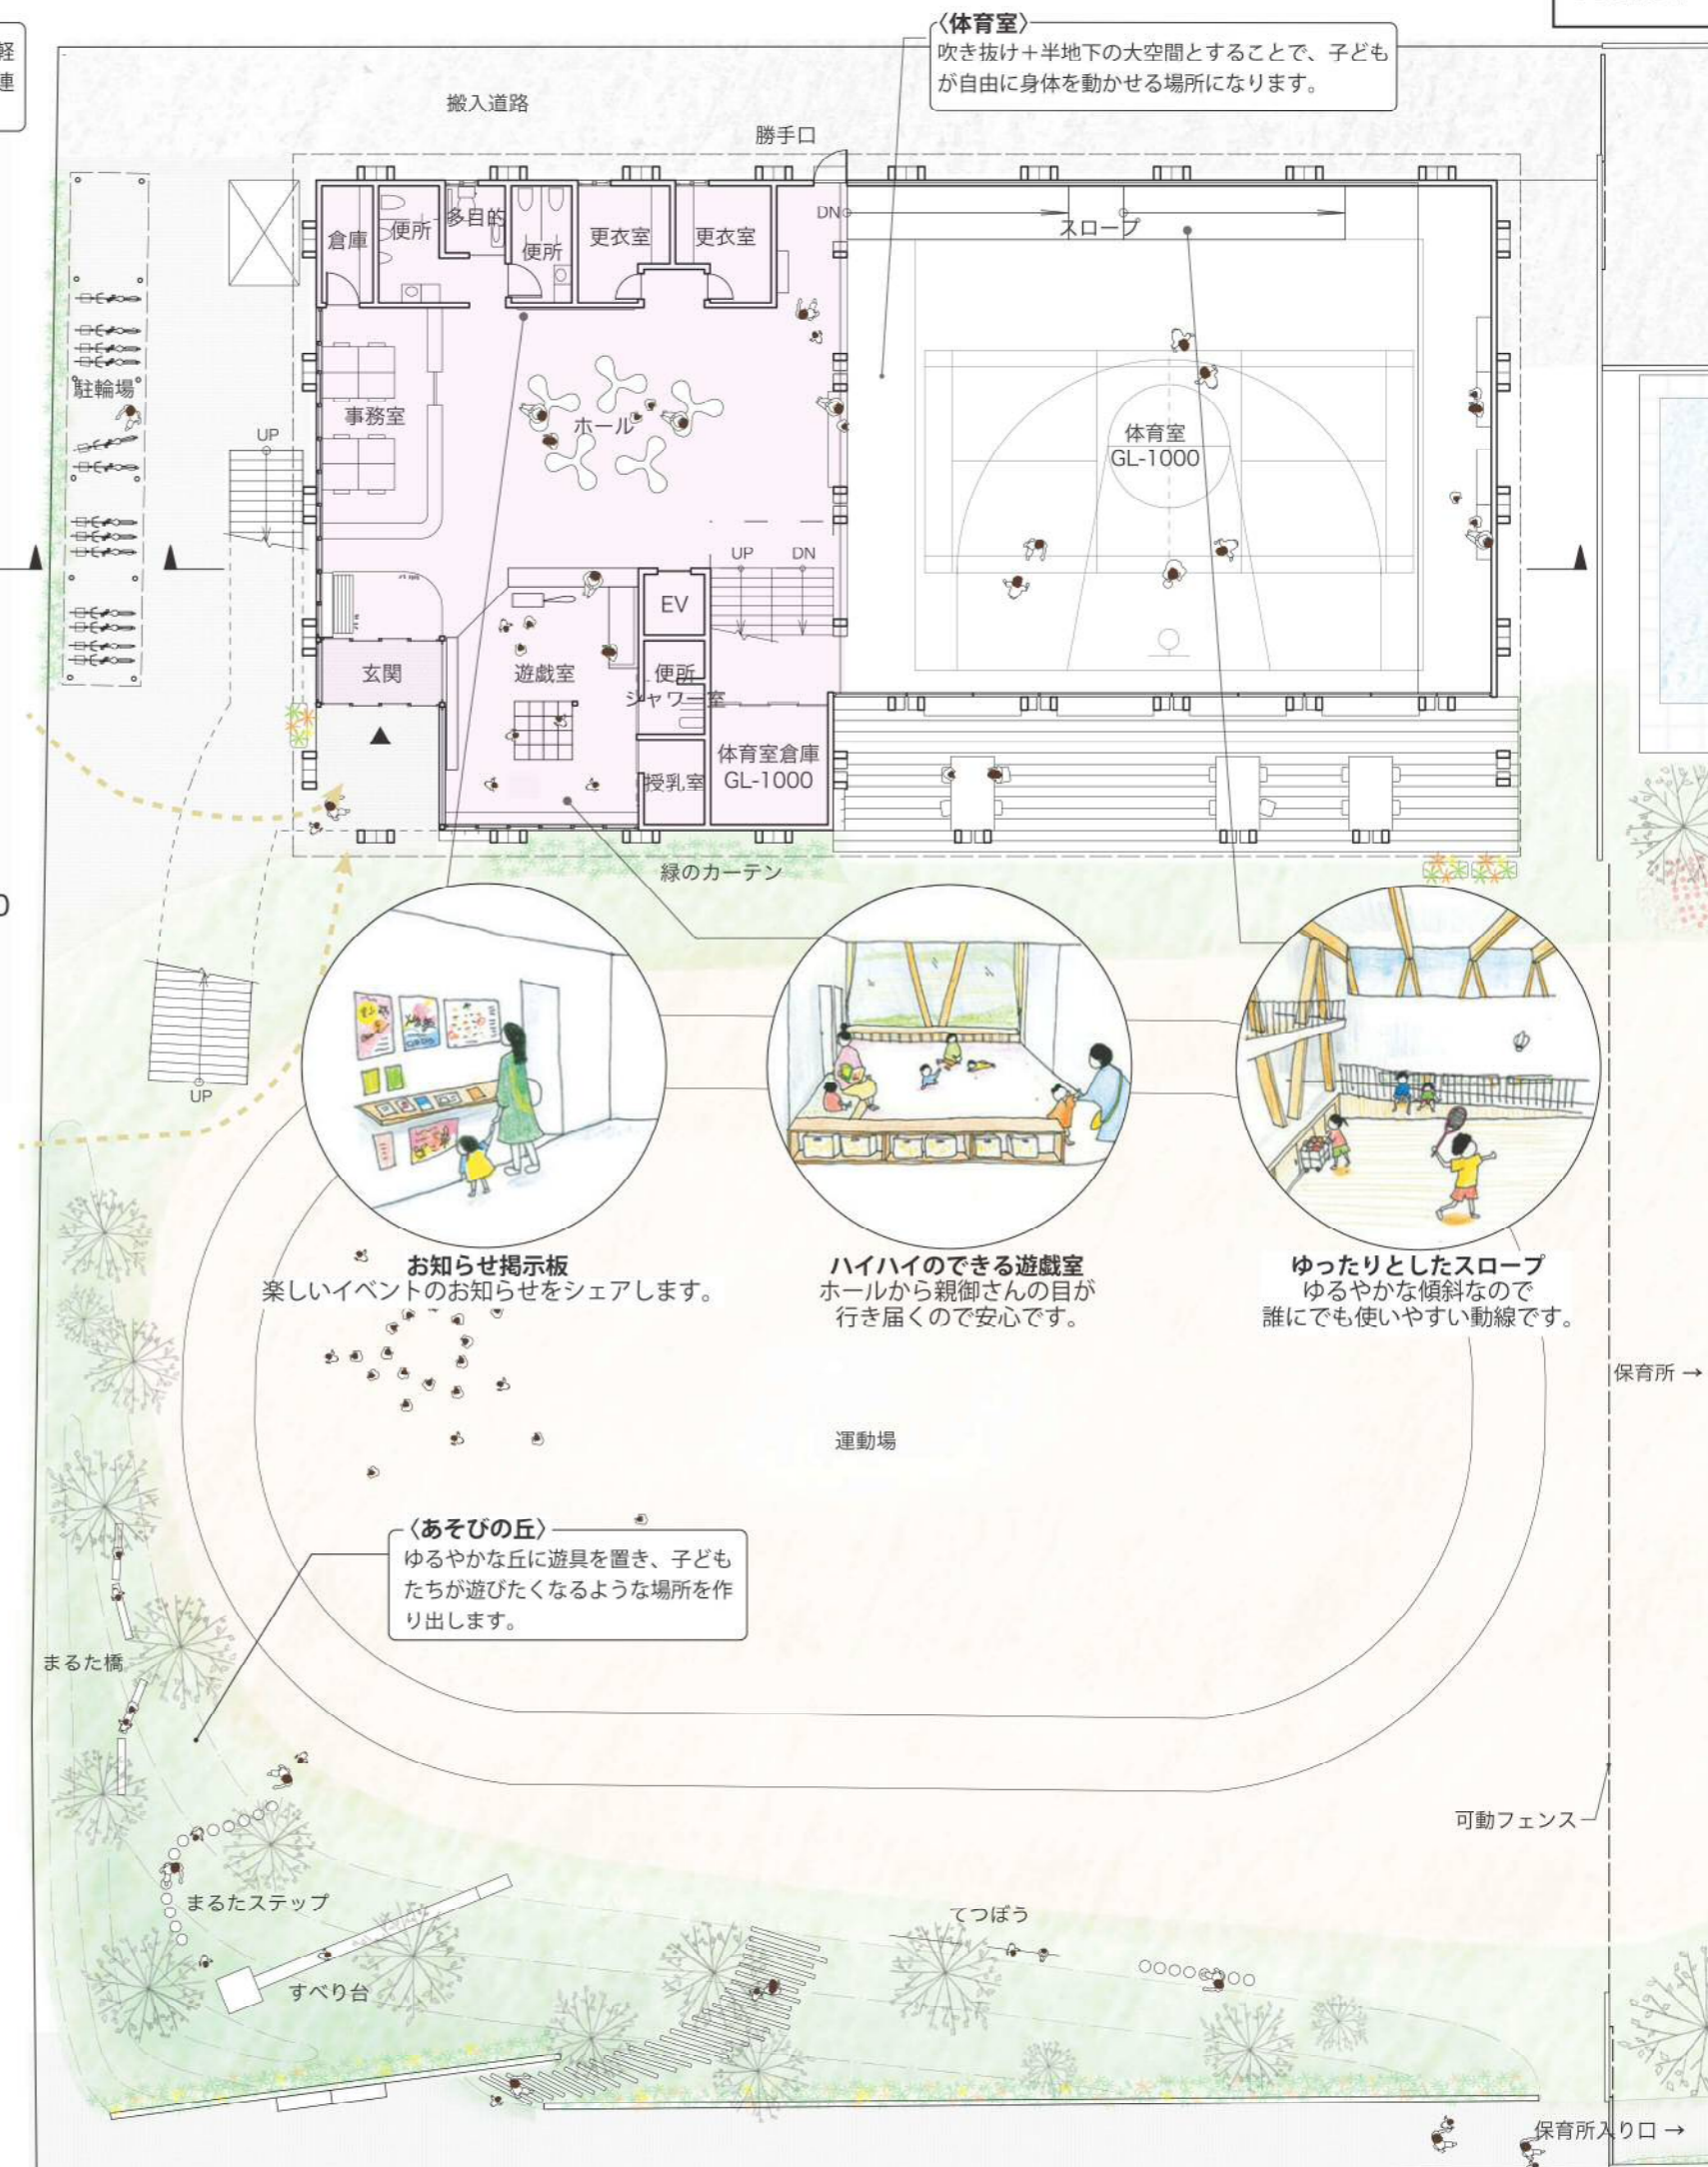 軽
連
〈体育室〉
吹き抜け＋半地下の大空間とすることで、子ども
が自由に身体を動かせる場所になります。
搬入道路
勝手口
倉庫
便所
多目的
便所
更衣室
更衣室
DN
スロープ
駐輪場
事務室
ホール
体育室
GL-1000
UP
UP
DN
EV
玄関
遊戯室
便所
シャワー室
授乳室
体育室倉庫
GL-1000
緑のカーテン
UP
お知らせ掲示板
楽しいイベントのお知らせをシェアします。
ハイハイのできる遊戯室
ホールから親御さんの目が
行き届くので安心です。
ゆったりとしたスロープ
ゆるやかな傾斜なので
誰にでも使いやすい動線です。
保育所 →
運動場
〈あそびの丘〉
ゆるやかな丘に遊具を置き、子ども
たちが遊びたくなるような場所を作
り出します。
まるた橋
可動フェンス
まるたステップ
てつぼう
すべり台
保育所入り口 →